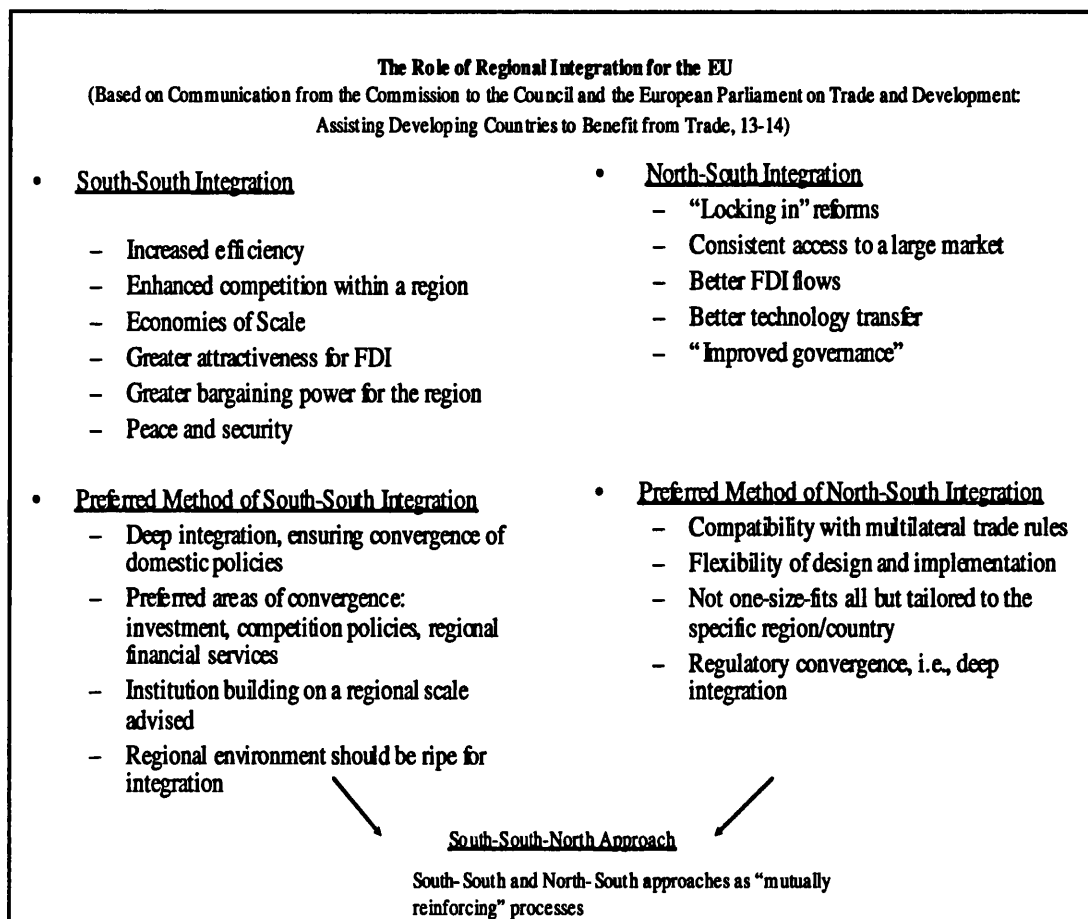 The Role of Regional Integration for the EU
(Based on Communication from the Commission to the Council and the European Parliament on Trade and Development:
Assisting Developing Countries to Benefit from Trade, 13-14)
• South-South Integration
– Increased efficiency
– Enhanced competition within a region
– Economies of Scale
– Greater attractiveness for FDI
– Greater bargaining power for the region
– Peace and security
• Preferred Method of South-South Integration
– Deep integration, ensuring convergence of
domestic policies
– Preferred areas of convergence:
investment, competition policies, regional
financial services
– Institution building on a regional scale
advised
– Regional environment should be ripe for
integration
• North-South Integration
– “Locking in” reforms
– Consistent access to a large market
– Better FDI flows
– Better technology transfer
– “Improved governance”
• Preferred Method of North-South Integration
– Compatibility with multilateral trade rules
– Flexibility of design and implementation
– Not one-size-fits all but tailored to the
specific region/country
– Regulatory convergence, i.e., deep
integration
South-South-North Approach
South-South and North-South approaches as “mutually
reinforcing” processes